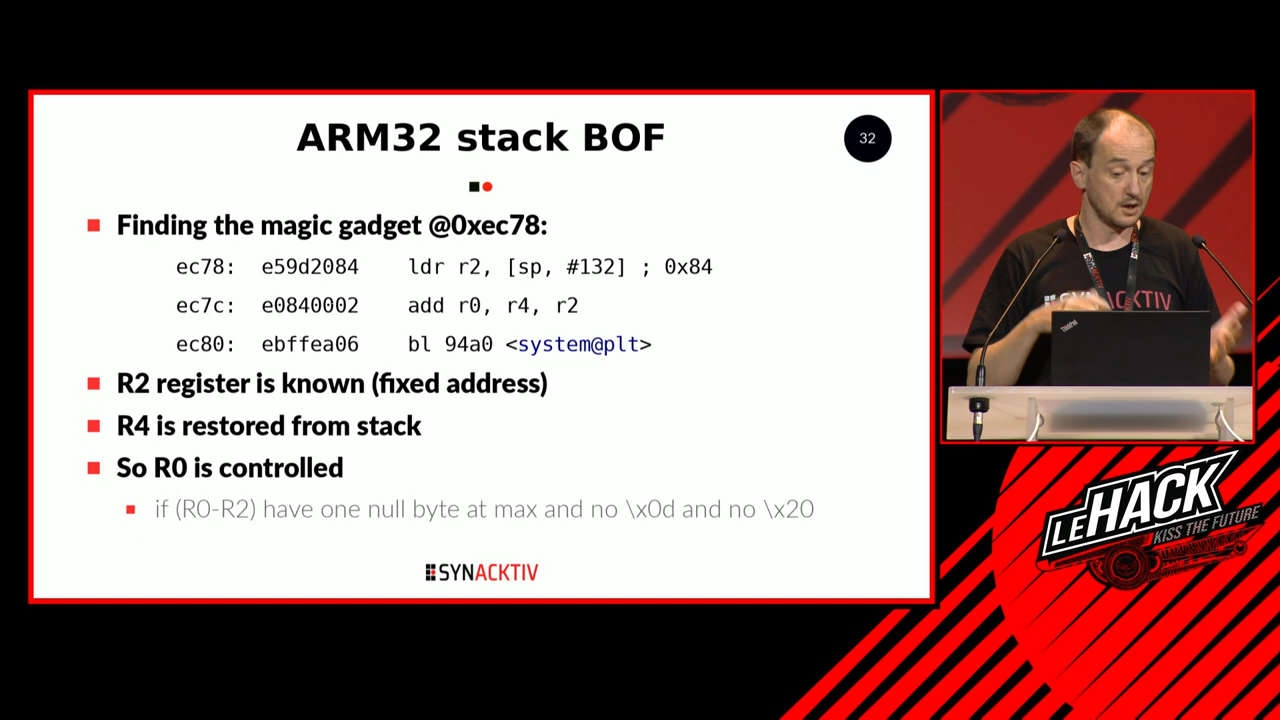 ARM32 stack BOF
32
Finding the magic gadget @0xec78:
ec78: e59d2084 ldr r2, [sp, #132] ; 0x84
ec7c: e0840002 add r0, r4, r2
ec80: ebffea06 bl 94a0 <system@plt>
R2 register is known (fixed address)
R4 is restored from stack
So R0 is controlled
if (R0-R2) have one null byte at max and no \x0d and no \x20
SYNACKTIV
SYNACKTIV
ThinkPad
LEHACK
KISS THE FUTURE